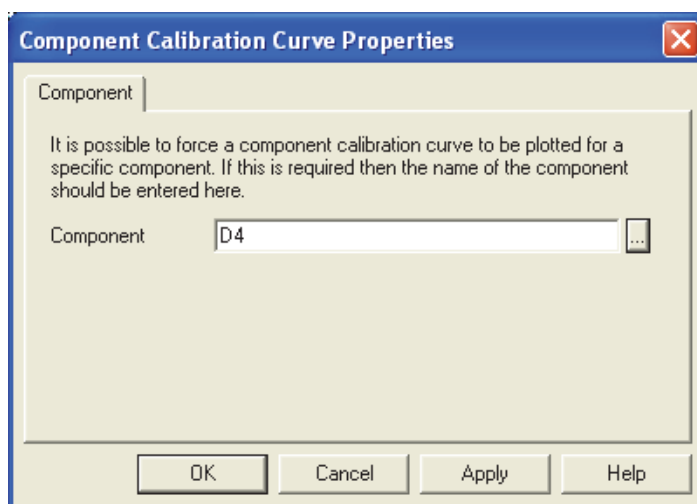 Component Calibration Curve Properties
Component
It is possible to force a component calibration curve to be plotted for a
specific component. If this is required then the name of the component
should be entered here.
Component D4 ...
OK Cancel Apply Help